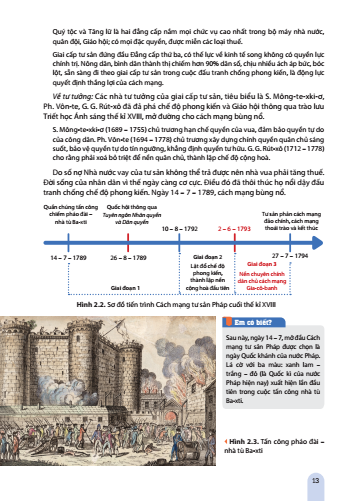 Quý tộc và Tăng lữ là hai đẳng cấp nắm mọi chức vụ cao nhất trong bộ máy nhà nước,
quân đội, Giáo hội; có mọi đặc quyền, được miễn các loại thuế.
Giai cấp tư sản đứng đầu Đẳng cấp thứ ba, có thế lực về kinh tế song không có quyền lực
chính trị. Nông dân, bình dân thành thị chiếm hơn 90% dân số, chịu nhiều ách áp bức, bóc
lột, sẵn sàng đi theo giai cấp tư sản trong cuộc đấu tranh chống phong kiến, là động lực
quyết định thắng lợi của cách mạng.
Về tư tưởng: Các nhà tư tưởng của giai cấp tư sản, tiêu biểu là S. Mông-te-xki-ơ,
Ph. Vôn-te, G. G. Rút-xô đã đả phá chế độ phong kiến và Giáo hội thông qua trào lưu
Triết học Ánh sáng thế kỉ XVIII, mở đường cho cách mạng bùng nổ.
S. Mông-te-xki-ơ (1689 – 1755) chủ trương hạn chế quyền của vua, đảm bảo quyền tự do
của công dân. Ph. Vôn-te (1694 – 1778) chủ trương xây dựng chính quyền quân chủ sáng
suốt, bảo vệ quyền tự do tín ngưỡng, khẳng định quyền tư hữu. G. G. Rút-xô (1712 – 1778)
cho rằng phải xoá bỏ triệt để nền quân chủ, thành lập chế độ cộng hoà.
Do số nợ Nhà nước vay của tư sản không thể trả được nên nhà vua phải tăng thuế.
Đời sống của nhân dân vì thế ngày càng cơ cực. Điều đó đã thôi thúc họ nổi dậy đấu
tranh chống chế độ phong kiến. Ngày 14 – 7 – 1789, cách mạng bùng nổ.
Quần chúng tấn công
chiếm pháo đài –
nhà tù Ba-xti
Quốc hội thông qua
Tuyên ngôn Nhân quyền
và Dân quyền
10 – 8 – 1792
2 – 6 – 1793
Tư sản phản cách mạng
đảo chính, cách mạng
thoái trào và kết thúc
14 – 7 – 1789
26 – 8 – 1789
Giai đoạn 1
Giai đoạn 2
Lật đổ chế độ
phong kiến,
thành lập nền
cộng hoà đầu tiên
27 – 7 – 1794
Giai đoạn 3
Nền chuyên chính
dân chủ cách mạng
Gia-cô-banh
Hình 2.2. Sơ đồ tiến trình Cách mạng tư sản Pháp cuối thế kỉ XVIII
Em có biết?
Sau này, ngày 14 – 7, mở đầu Cách
mạng tư sản Pháp được chọn là
ngày Quốc khánh của nước Pháp.
Lá cờ với ba màu: xanh lam –
trắng – đỏ (là Quốc kì của nước
Pháp hiện nay) xuất hiện lần đầu
tiên trong cuộc tấn công nhà tù
Ba-xti.
Hình 2.3. Tấn công pháo đài –
nhà tù Ba-xti
13